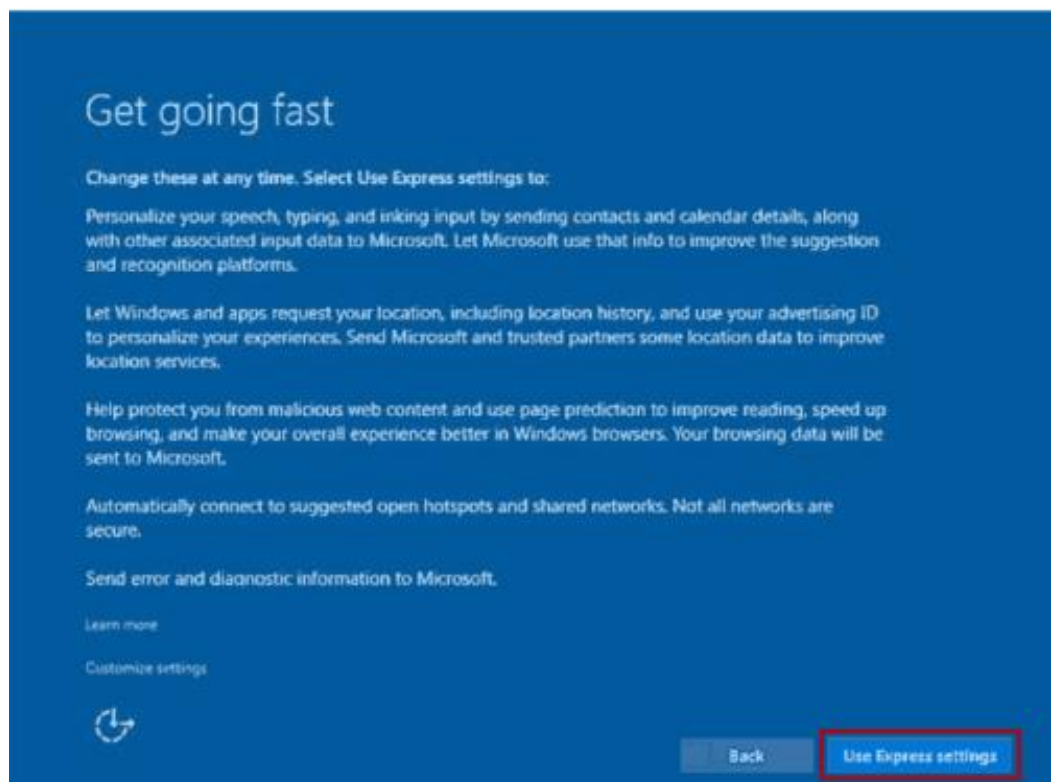 Get going fast
Change these at any time. Select Use Express settings to:
Personalize your speech, typing, and inking input by sending contacts and calendar details, along
with other associated input data to Microsoft. Let Microsoft use that info to improve the suggestion
and recognition platforms.
Let Windows and apps request your location, including location history, and use your advertising ID
to personalize your experiences. Send Microsoft and trusted partners some location data to improve
location services.
Help protect you from malicious web content and use page prediction to improve reading, speed up
browsing, and make your overall experience better in Windows browsers. Your browsing data will be
sent to Microsoft.
Automatically connect to suggested open hotspots and shared networks. Not all networks are
secure.
Send error and diagnostic information to Microsoft.
Learn more
Customize settings
Back
Use Express settings